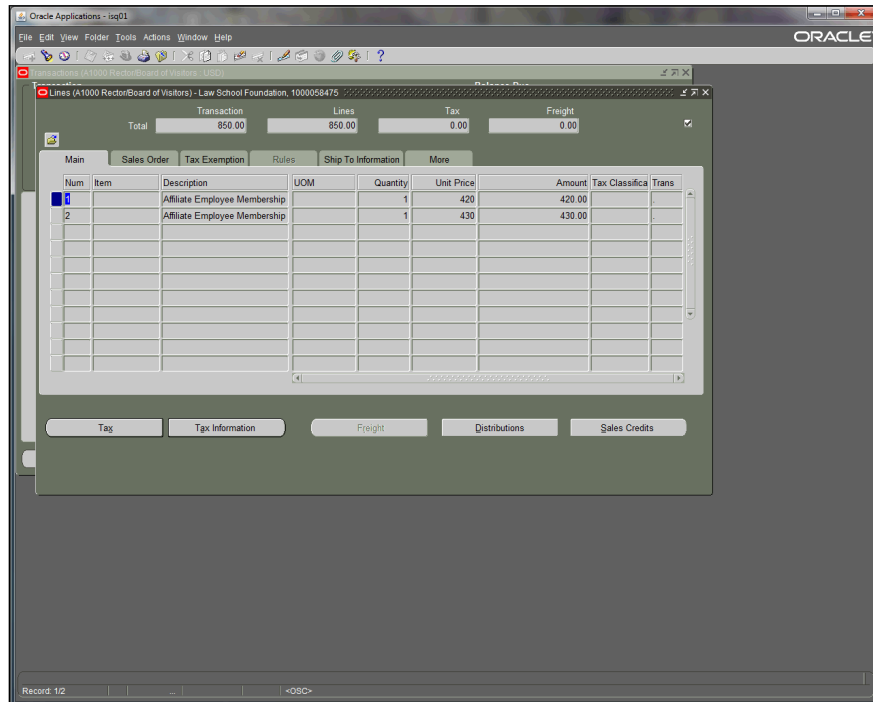 Oracle Applications - isq01
File Edit View Folder Tools Actions Window Help
ORACLE
Transactions (A1000 Rector/Board of Visitors : USD)
Lines (A1000 Rector/Board of Visitors) - Law School Foundation, 1000058475
Transaction Lines Tax Freight
Total 850.00 850.00 0.00 0.00
Main Sales Order Tax Exemption Rules Ship To Information More
Num Item Description UOM Quantity Unit Price Amount Tax Classifica Trans
1 Affiliate Employee Membership 1 420 420.00 .
2 Affiliate Employee Membership 1 430 430.00 .
Tax Tax Information Freight Distributions Sales Credits
Record: 1/2 ... <OSC>